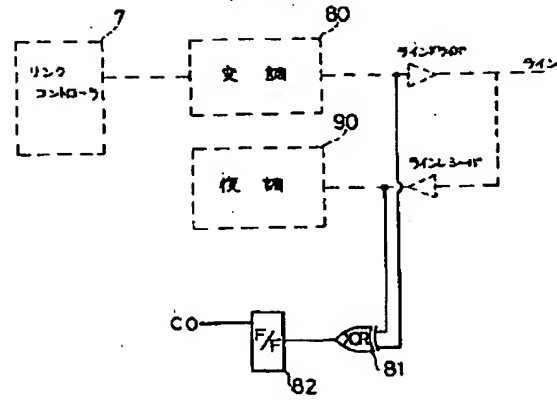 7
80
リンク
コントローラ
変調
ラインドライバ
ライン
90
復調
ラインレシーバ
CO
F/F
XOR
81
82